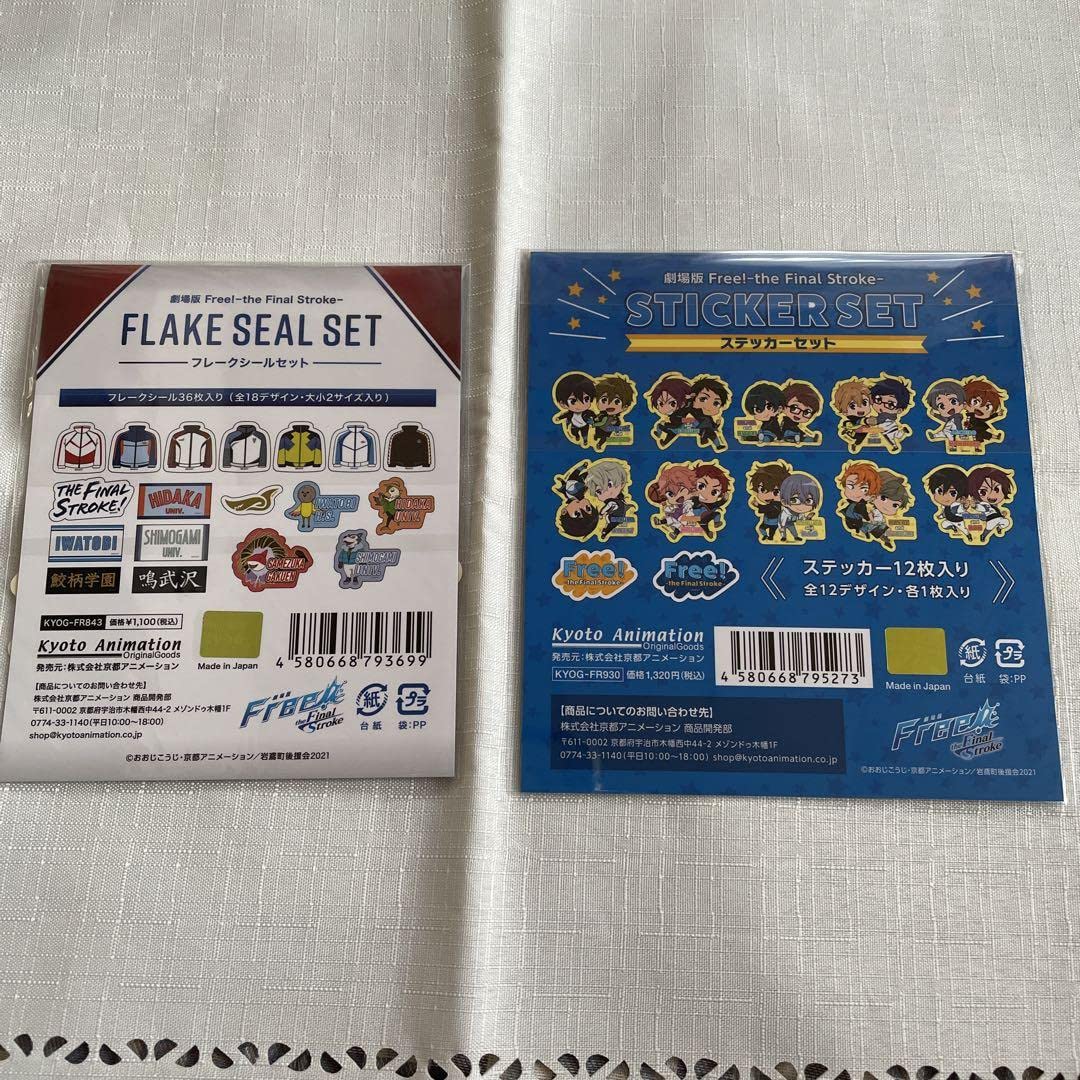 劇場版 Free!-the Final Stroke-
FLAKE SEAL SET
フレークシールセット
フレークシール36枚入り（全18デザイン・大小2サイズ入り）
THE FINAL
STROKE!
HIDAKA
UNIV.
IWATOBI
R.S.C
HIDAKA
UNIV.
IWATOBI
SHIMOGAMI
UNIV.
SAMEZUKA
GAKUEN
SHIMOGAMI
UNIV.
鮫柄学園
鳴武沢
KYOG-FR843 価格￥1,100(税込)
Kyoto Animation
OriginalGoods
発売元：株式会社京都アニメーション
Made in Japan
4 580668 793699
【商品についてのお問い合わせ先】
株式会社京都アニメーション 商品開発部
〒611-0002 京都府宇治市木幡西中44-2 メゾンドゥ木幡1F
0774-33-1140(平日10:00～18:00)
shop@kyotoanimation.co.jp
劇場版
Free!
the Final
Stroke
紙
台紙
プラ
袋:PP
©おおじこうじ・京都アニメーション／岩鳶町後援会2021
劇場版 Free!-the Final Stroke-
STICKER SET
ステッカーセット
Free!
-the Final Stroke-
Free!
-the Final Stroke-
ステッカー12枚入り
全12デザイン・各1枚入り
Kyoto Animation
OriginalGoods
発売元：株式会社京都アニメーション
KYOG-FR930 価格 1,320円(税込)
4 580668 795273
Made in Japan
紙
台紙
プラ
袋:PP
【商品についてのお問い合わせ先】
株式会社京都アニメーション 商品開発部
〒611-0002 京都府宇治市木幡西中44-2 メゾンドゥ木幡1F
0774-33-1140(平日10:00～18:00) shop@kyotoanimation.co.jp
劇場版
Free!
the Final
Stroke
©おおじこうじ・京都アニメーション／岩鳶町後援会2021